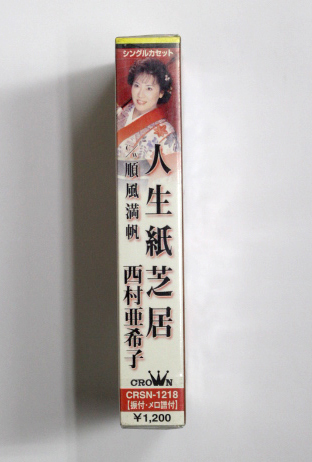 シングルカセット
人生紙芝居
c/w 順風満帆
西村亜希子
CROWN
CRSN-1218
【振付・メロ譜付】
¥1,200